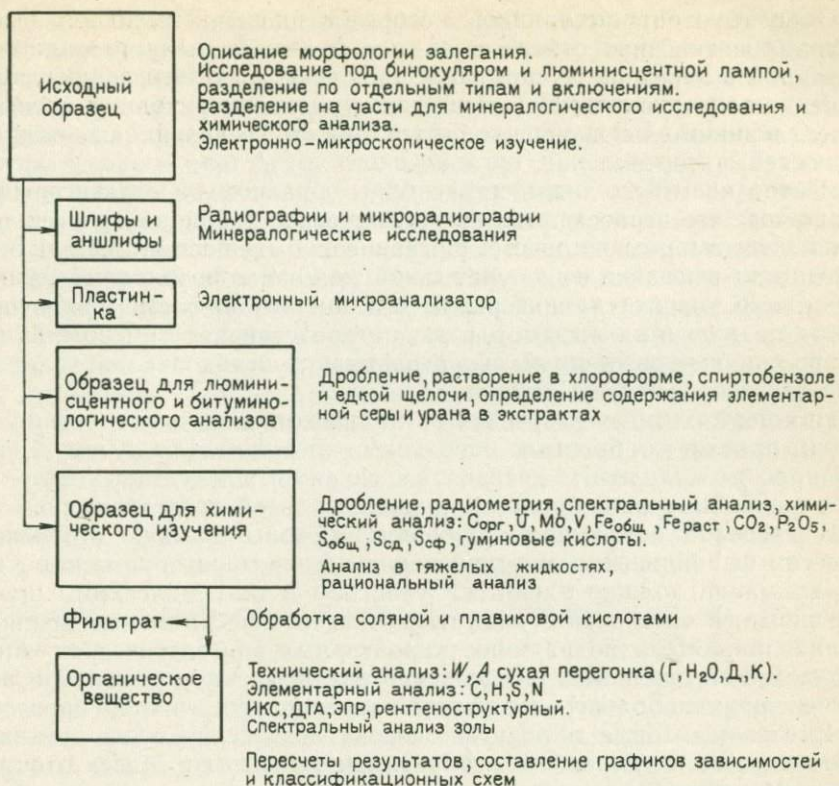 Исходный образец
Описание морфологии залегания.
Исследование под бинокуляром и люминисцентной лампой,
разделение по отдельным типам и включениям.
Разделение на части для минералогического исследования и
химического анализа.
Электронно-микроскопическое изучение.
Шлифы и
аншлифы
Радиографии и микрорадиографии
Минералогические исследования
Пластин-
ка
Электронный микроанализатор
Образец для люмини-
сцентного и битумино-
логического анализов
Дробление, растворение в хлороформе, спиртобензоле
и едкой щелочи, определение содержания элементар-
ной серы и урана в экстрактах
Образец для хими-
ческого изучения
Дробление, радиометрия, спектральный анализ, хими-
ческий анализ: Cорг, U, Mo, V, Feобщ, Feраст, CO2, P2O5,
Sобщ, Sсд, Sсф, гуминовые кислоты.
Анализ в тяжелых жидкостях,
рациональный анализ
Фильтрат
Обработка соляной и плавиковой кислотами
Органическое
вещество
Технический анализ: W, A сухая перегонка (Г, H2O, Д, К).
Элементарный анализ: C, H, S, N
ИКС, ДТА, ЭПР, рентгеноструктурный.
Спектральный анализ золы
Пересчеты результатов, составление графиков зависимостей
и классификационных схем